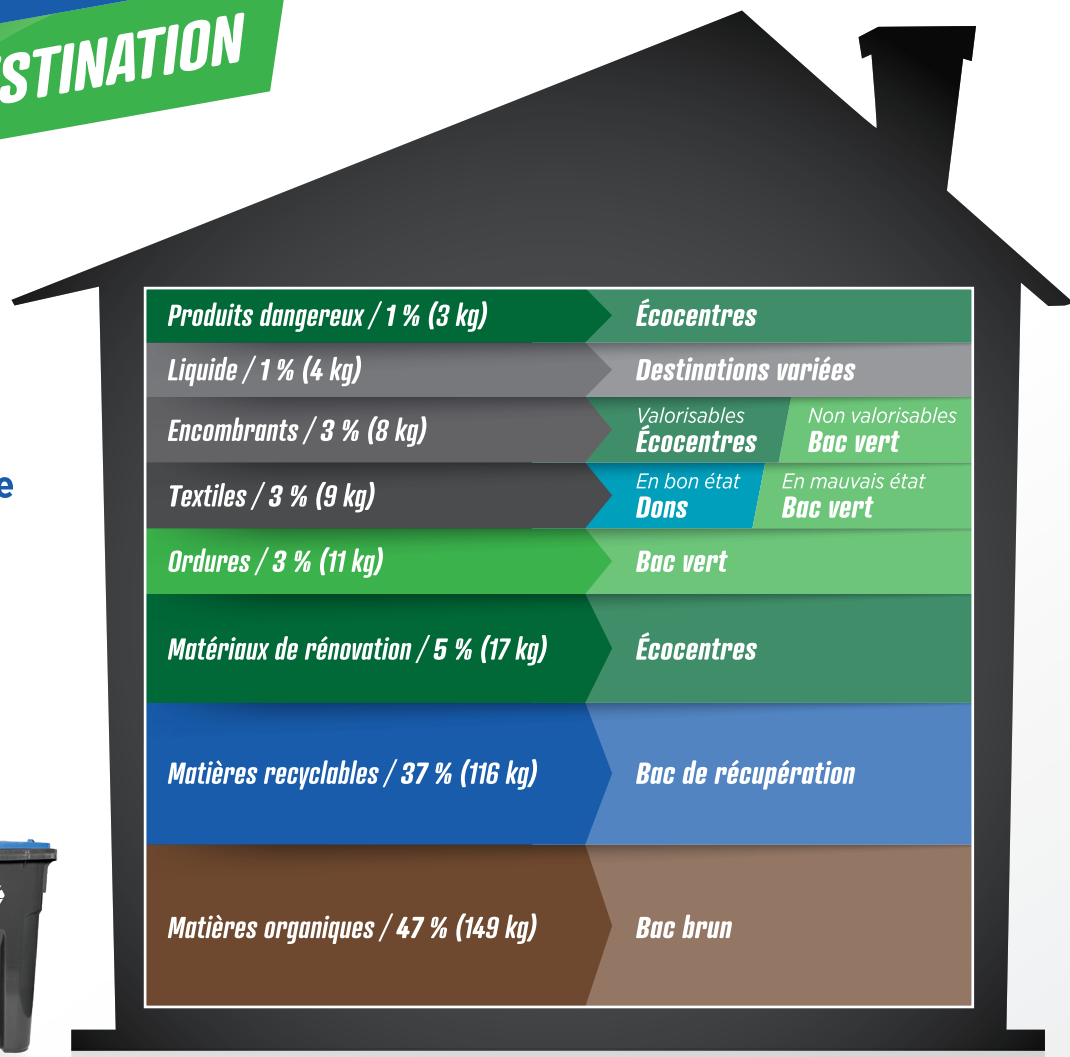 Produits dangereux / 1 % (3 kg)
Écocentres
Liquide / 1 % (4 kg)
Destinations variées
Encombrants / 3 % (8 kg)
Valorisables
Écocentres
Non valorisables
Bac vert
Textiles / 3 % (9 kg)
En bon état
Dons
En mauvais état
Bac vert
Ordures / 3 % (11 kg)
Bac vert
Matériaux de rénovation / 5 % (17 kg)
Écocentres
Matières recyclables / 37 % (116 kg)
Bac de récupération
Matières organiques / 47 % (149 kg)
Bac brun